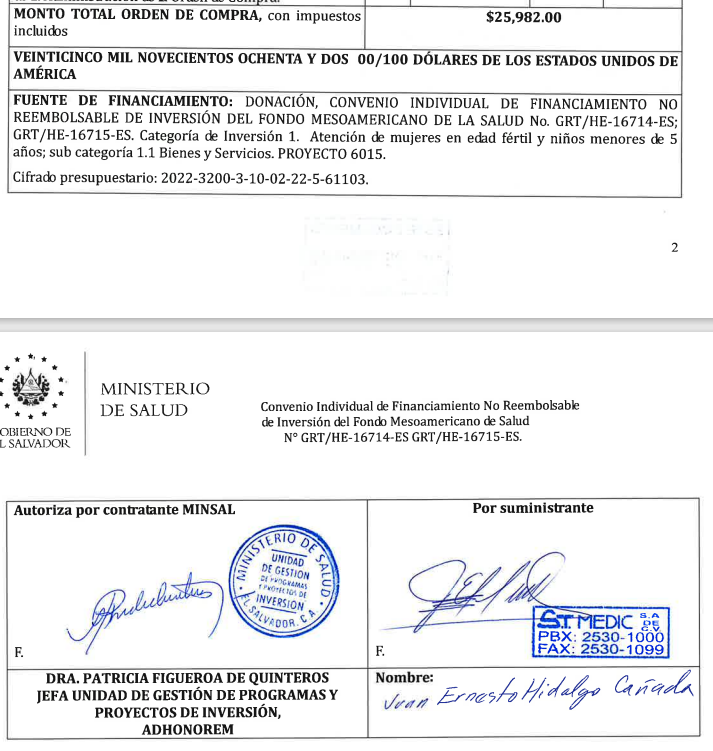 MONTO TOTAL ORDEN DE COMPRA, con impuestos incluidos
$25,982.00
VEINTICINCO MIL NOVECIENTOS OCHENTA Y DOS 00/100 DÓLARES DE LOS ESTADOS UNIDOS DE
AMÉRICA
FUENTE DE FINANCIAMIENTO: DONACIÓN, CONVENIO INDIVIDUAL DE FINANCIAMIENTO NO
REEMBOLSABLE DE INVERSIÓN DEL FONDO MESOAMERICANO DE LA SALUD No. GRT/HE-16714-ES;
GRT/HE-16715-ES. Categoría de Inversión 1. Atención de mujeres en edad fértil y niños menores de 5
años; sub categoría 1.1 Bienes y Servicios. PROYECTO 6015.
Cifrado presupuestario: 2022-3200-3-10-02-22-5-61103.
2
MINISTERIO
DE SALUD
OBIERNO DE
L SALVADOR
Convenio Individual de Financiamiento No Reembolsable
de Inversión del Fondo Mesoamericano de Salud
N° GRT/HE-16714-ES GRT/HE-16715-ES.
Autoriza por contratante MINSAL
MINISTERIO DE SALUD
UNIDAD
DE GESTION
DE PROGRAMAS
Y PROYECTOS DE
INVERSIÓN
EL SALVADOR, C.A.
F.
DRA. PATRICIA FIGUEROA DE QUINTEROS
JEFA UNIDAD DE GESTIÓN DE PROGRAMAS Y
PROYECTOS DE INVERSIÓN,
ADHONOREM
Por suministrante
ST. MEDIC S.A DE C.V
PBX: 2530-1000
FAX: 2530-1099
F.
Nombre:
Juan Ernesto Hidalgo Cañada